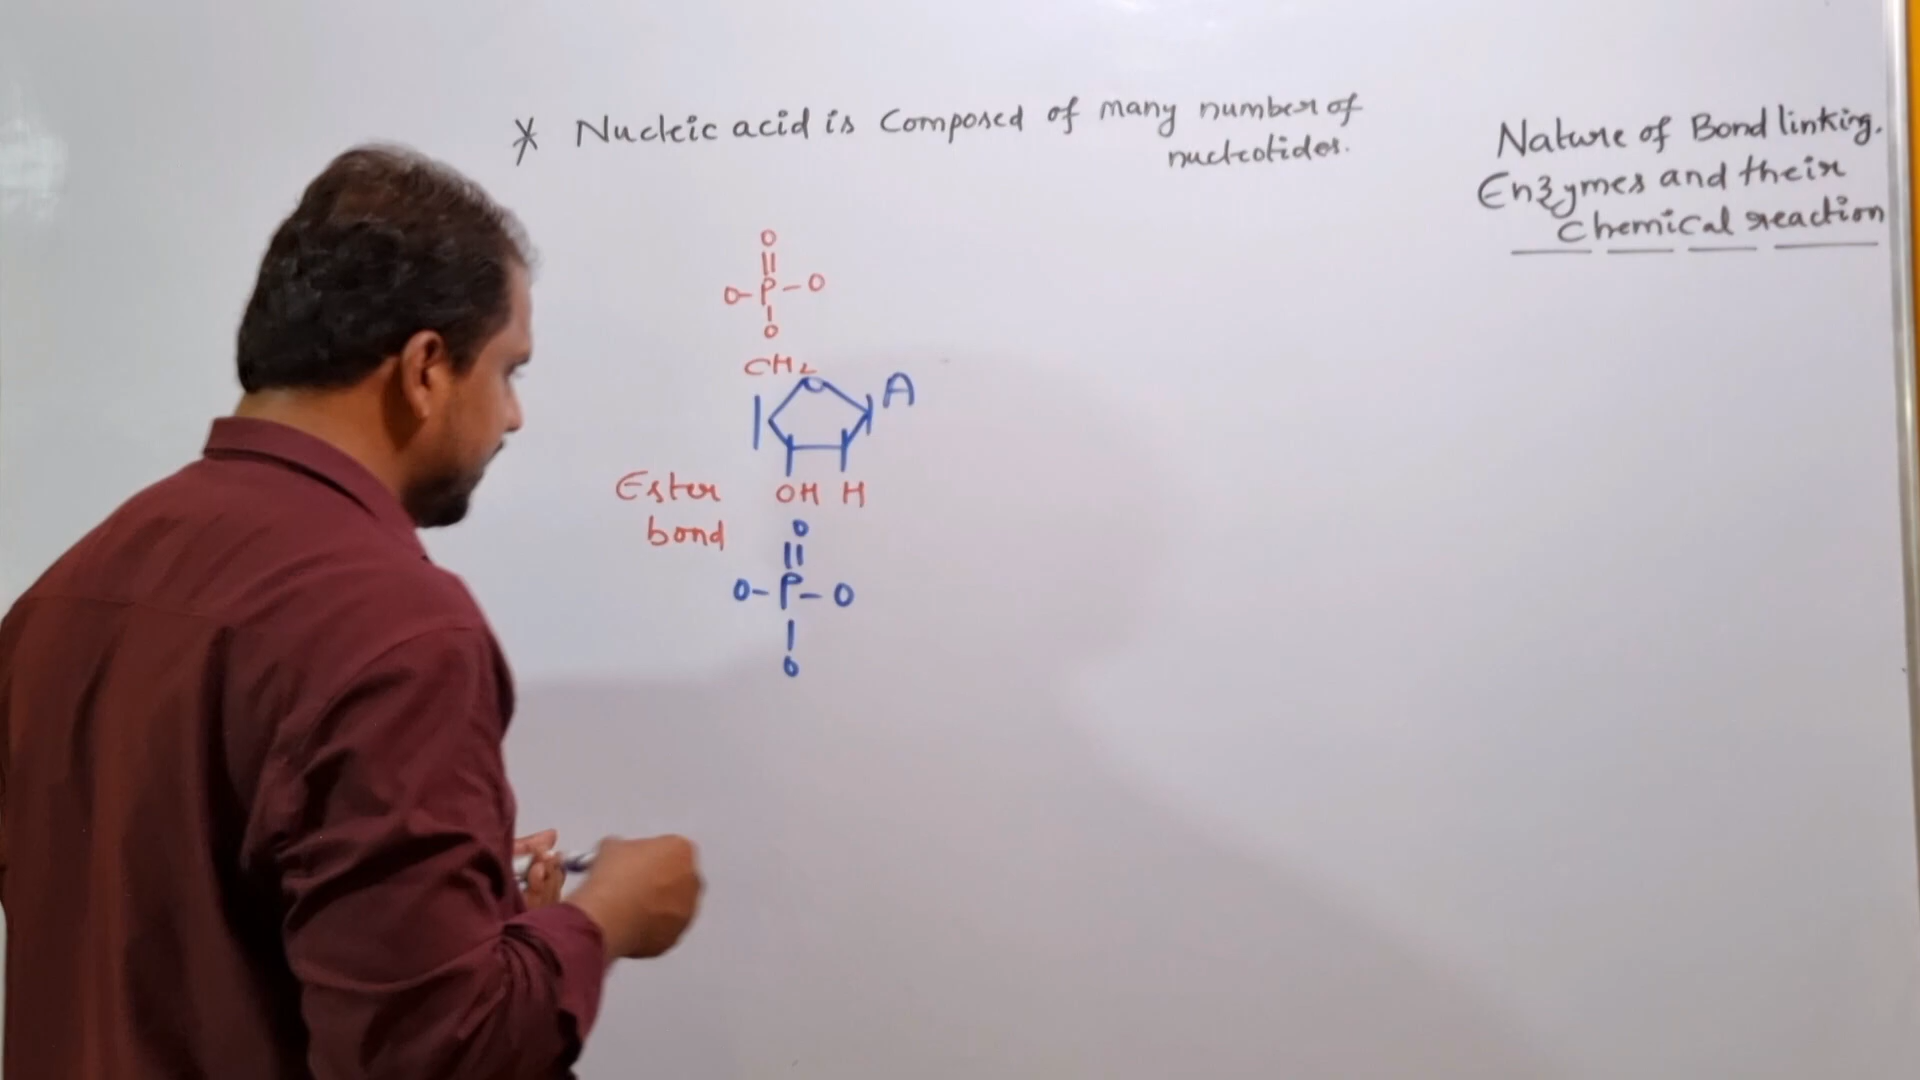 * Nucleic acid is Composed of many number of
nucleotides.
Nature of Bond linking.
Enzymes and their
Chemical reaction
O
||
O-P-O
|
O
CH2
A
Ester OH H
bond
O
||
O-P-O
|
O